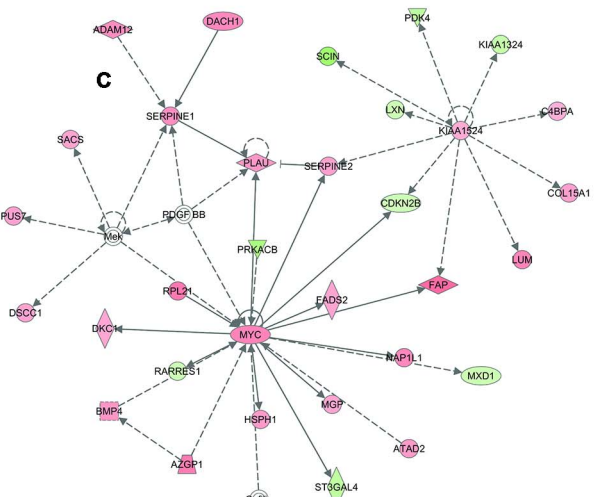 PDK4
DACH1
ADAM12
KIAA1324
SCIN
C
LXN
C4BPA
SERPINE1
KIAA1524
SACS
PLAU
SERPINE2
COL15A1
CDKN2B
PUS7
PDGF BB
Mek
PRKACB
LUM
RPL21
FAP
FADS2
DSCC1
DKC1
MYC
NAP1L1
RARRES1
MXD1
MGP
BMP4
HSPH1
ATAD2
AZGP1
ST3GAL4